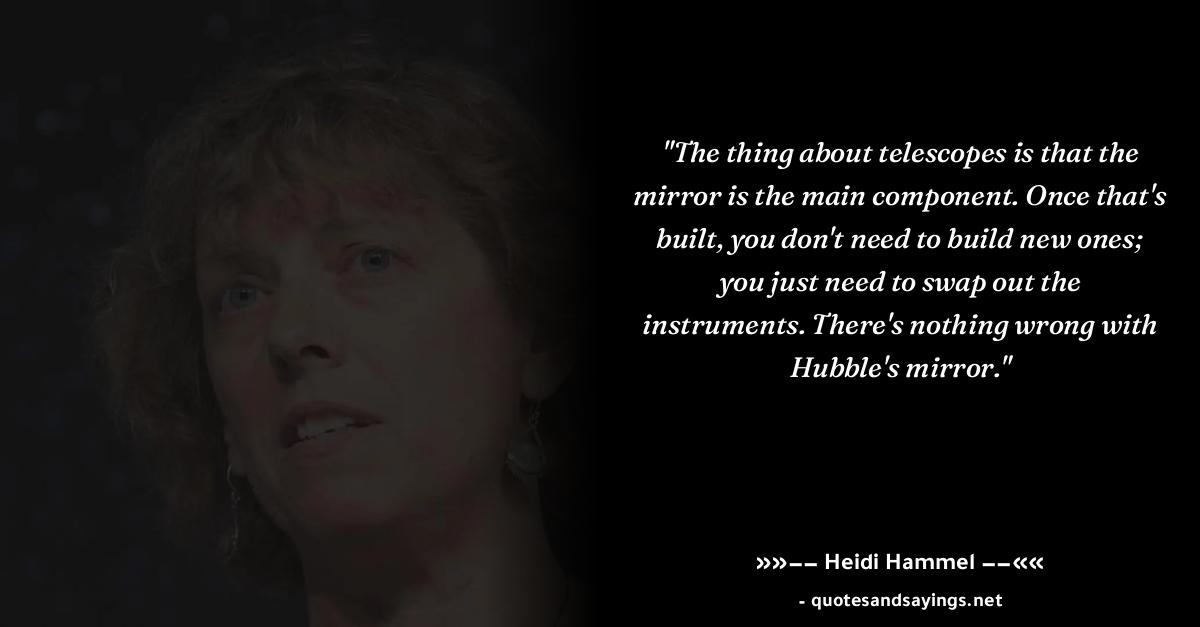 "The thing about telescopes is that the
mirror is the main component. Once that's
built, you don't need to build new ones;
you just need to swap out the
instruments. There's nothing wrong with
Hubble's mirror."
»»−− Heidi Hammel −−««
- quotesandsayings.net